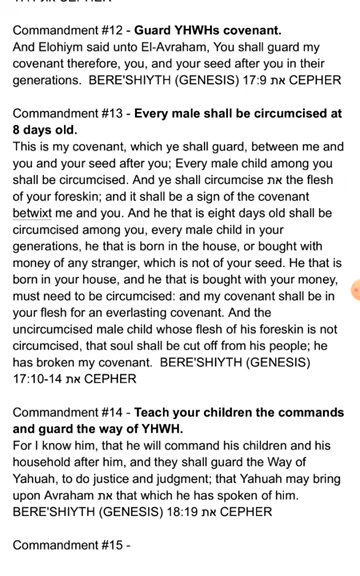 Commandment #12 - Guard YHWHs covenant.
And Elohiym said unto El-Avraham, You shall guard my
covenant therefore, you, and your seed after you in their
generations. BERE'SHIYTH (GENESIS) 17:9 את CEPHER
Commandment #13 - Every male shall be circumcised at
8 days old.
This is my covenant, which ye shall guard, between me and
you and your seed after you; Every male child among you
shall be circumcised. And ye shall circumcise את the flesh
of your foreskin; and it shall be a sign of the covenant
betwixt me and you. And he that is eight days old shall be
circumcised among you, every male child in your
generations, he that is born in the house, or bought with
money of any stranger, which is not of your seed. He that is
born in your house, and he that is bought with your money,
must need to be circumcised: and my covenant shall be in
your flesh for an everlasting covenant. And the
uncircumcised male child whose flesh of his foreskin is not
circumcised, that soul shall be cut off from his people; he
has broken my covenant. BERE'SHIYTH (GENESIS)
17:10-14 את CEPHER
Commandment #14 - Teach your children the commands
and guard the way of YHWH.
For I know him, that he will command his children and his
household after him, and they shall guard the Way of
Yahuah, to do justice and judgment; that Yahuah may bring
upon Avraham את that which he has spoken of him.
BERE'SHIYTH (GENESIS) 18:19 את CEPHER
Commandment #15 -